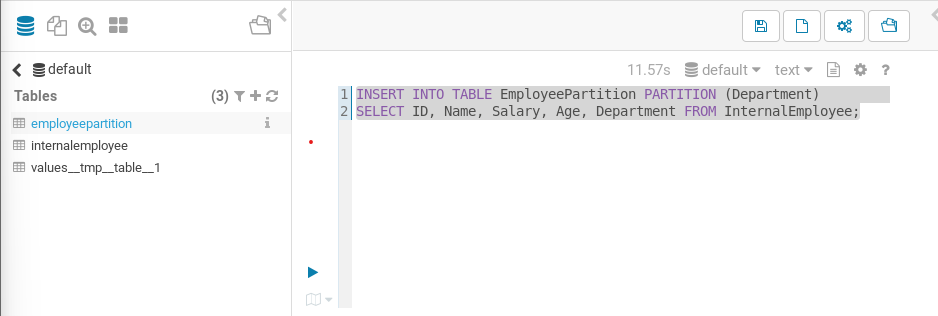 default
Tables (3)
employeepartition
internalemployee
values__tmp__table__1
11.57s default text ?
1 INSERT INTO TABLE EmployeePartition PARTITION (Department)
2 SELECT ID, Name, Salary, Age, Department FROM InternalEmployee;